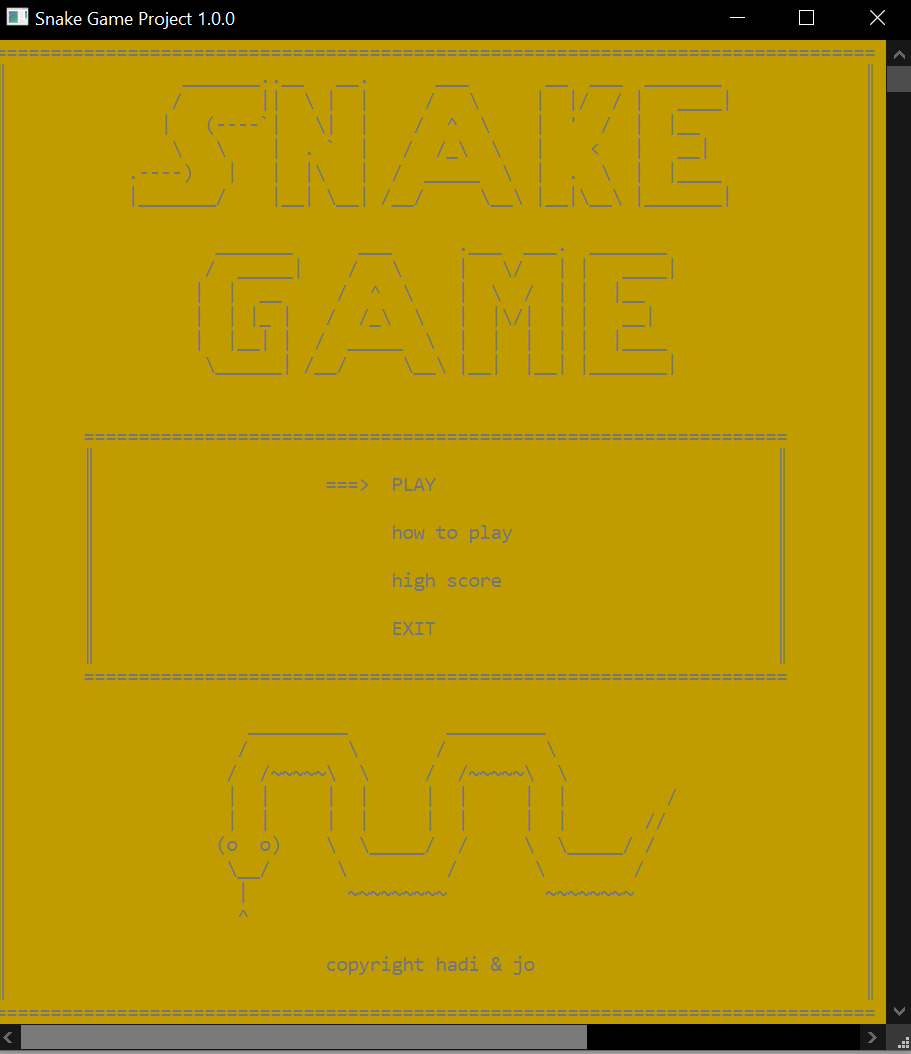 Snake Game Project 1.0.0
SNAKE
GAME
===> PLAY
how to play
high score
EXIT
copyright hadi & jo